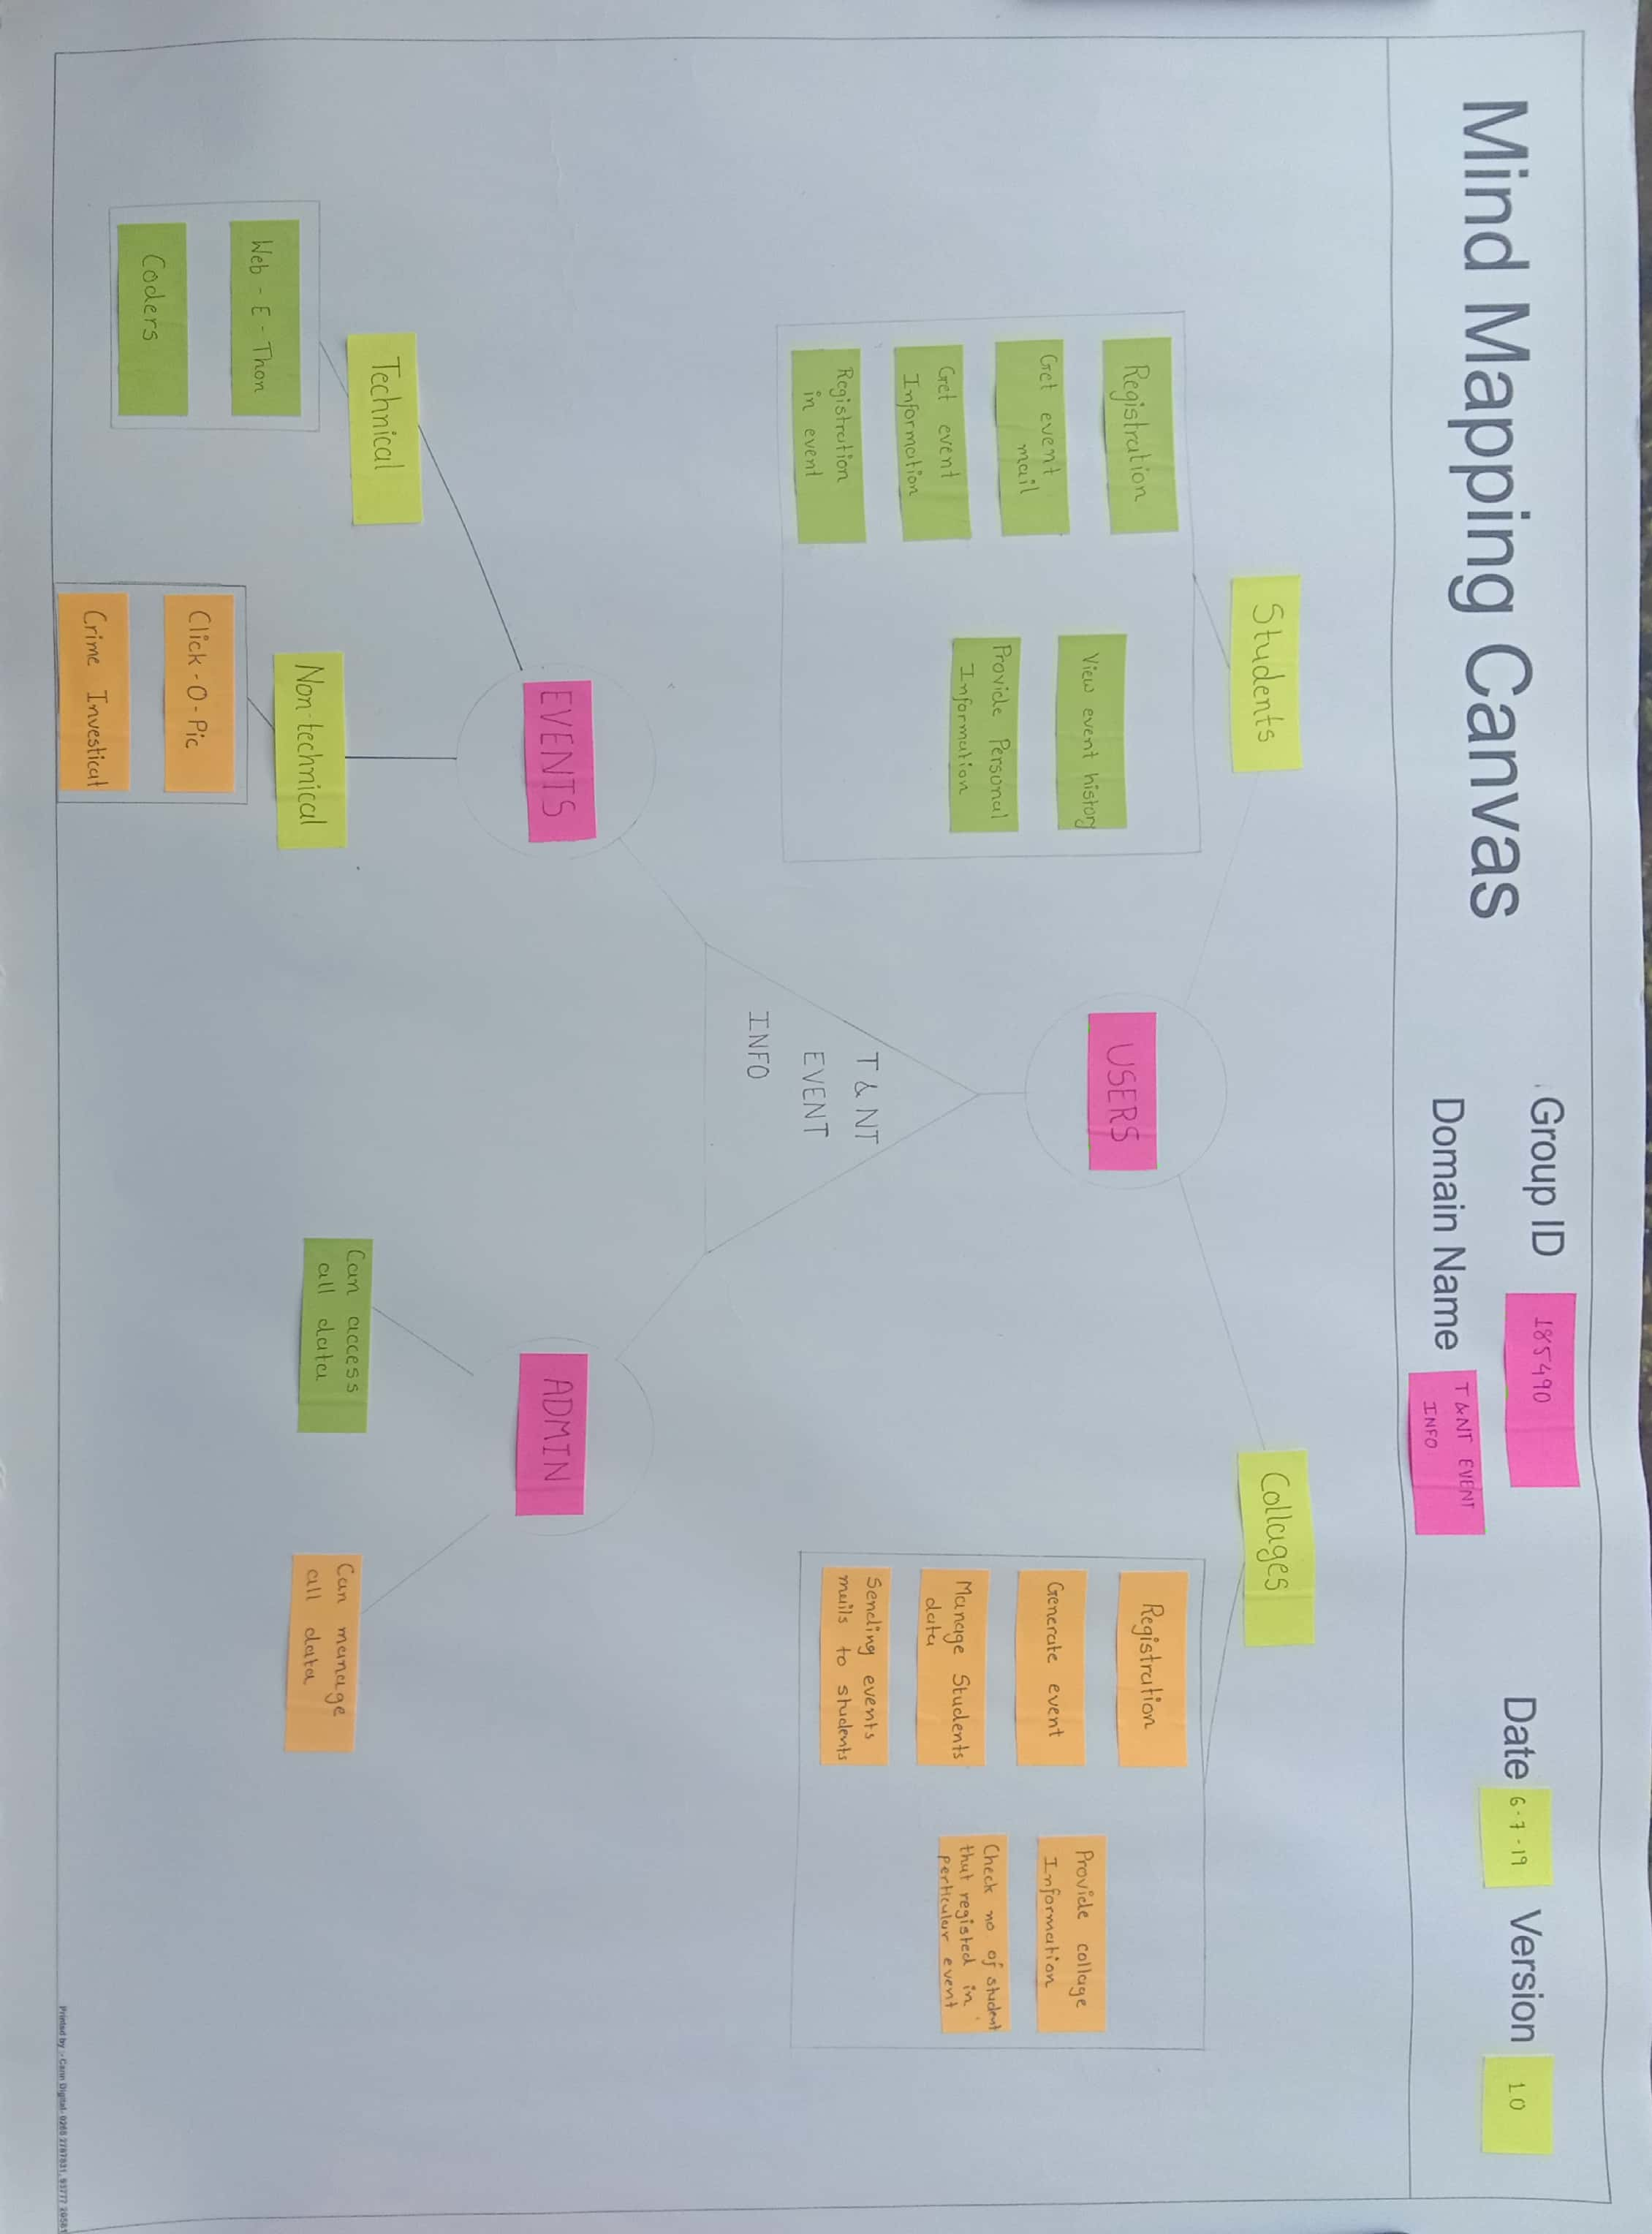 Mind Mapping Canvas
Group ID
185490
Domain Name
T & NT EVENT
INFO
Date
6-7-19
Version
1.0
Students
Registration
Get event
mail
Get event
Information
Registration
in event
View event history
Provide Personal
Information
USERS
Collages
Registration
Generate event
Manage Students
data
Sending events
mails to students
Provide collage
Information
Check no of student
that registed in
perticular event
T & NT
EVENT
INFO
EVENTS
Technical
Web - E - Thon
Coders
Non-technical
Click - O - Pic
Crime Investicat
ADMIN
Can access
all data
Can manage
all data
Printed by :-